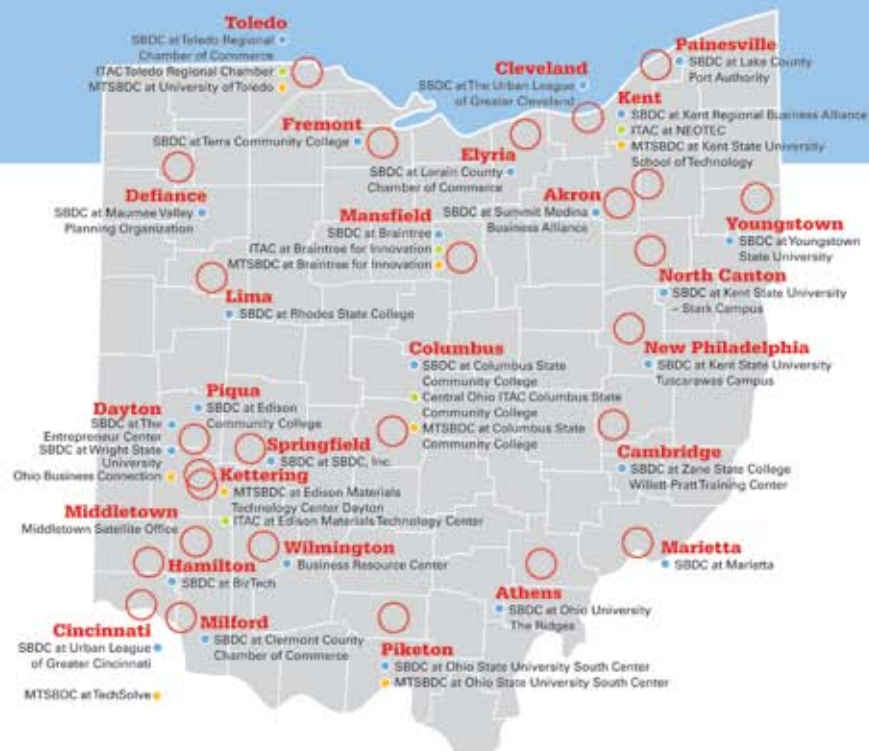 Toledo
SBDC at Toledo Regional
Chamber of Commerce
ITAC Toledo Regional Chamber
MTSBDC at University of Toledo
Painesville
SBDC at Lake County
Port Authority
Cleveland
SBDC at The Urban League
of Greater Cleveland
Kent
SBDC at Kent Regional Business Alliance
ITAC at NEOTEC
MTSBDC at Kent State University
School of Technology
Fremont
SBDC at Terra Community College
Elyria
SBDC at Lorain County
Chamber of Commerce
Defiance
SBDC at Maumee Valley
Planning Organization
Akron
SBDC at Summit Medina
Business Alliance
Mansfield
SBDC at Braintree
ITAC at Braintree for Innovation
MTSBDC at Braintree for Innovation
Youngstown
SBDC at Youngstown
State University
North Canton
SBDC at Kent State University
– Stark Campus
Lima
SBDC at Rhodes State College
New Philadelphia
SBDC at Kent State University
Tuscarawas Campus
Columbus
SBDC at Columbus State
Community College
Central Ohio ITAC Columbus State
Community College
MTSBDC at Columbus State
Community College
Piqua
SBDC at Edison
Community College
Dayton
SBDC at The
Entrepreneur Center
SBDC at Wright State
University
Ohio Business Connection
Springfield
SBDC at SBDC, Inc.
Cambridge
SBDC at Zane State College
Willett-Pratt Training Center
Kettering
MTSBDC at Edison Materials
Technology Center Dayton
ITAC at Edison Materials Technology Center
Middletown
Middletown Satellite Office
Wilmington
Business Resource Center
Marietta
SBDC at Marietta
Hamilton
SBDC at BizTech
Athens
SBDC at Ohio University
The Ridges
Cincinnati
SBDC at Urban League
of Greater Cincinnati
MTSBDC at TechSolve
Milford
SBDC at Clermont County
Chamber of Commerce
Piketon
SBDC at Ohio State University South Center
MTSBDC at Ohio State University South Center